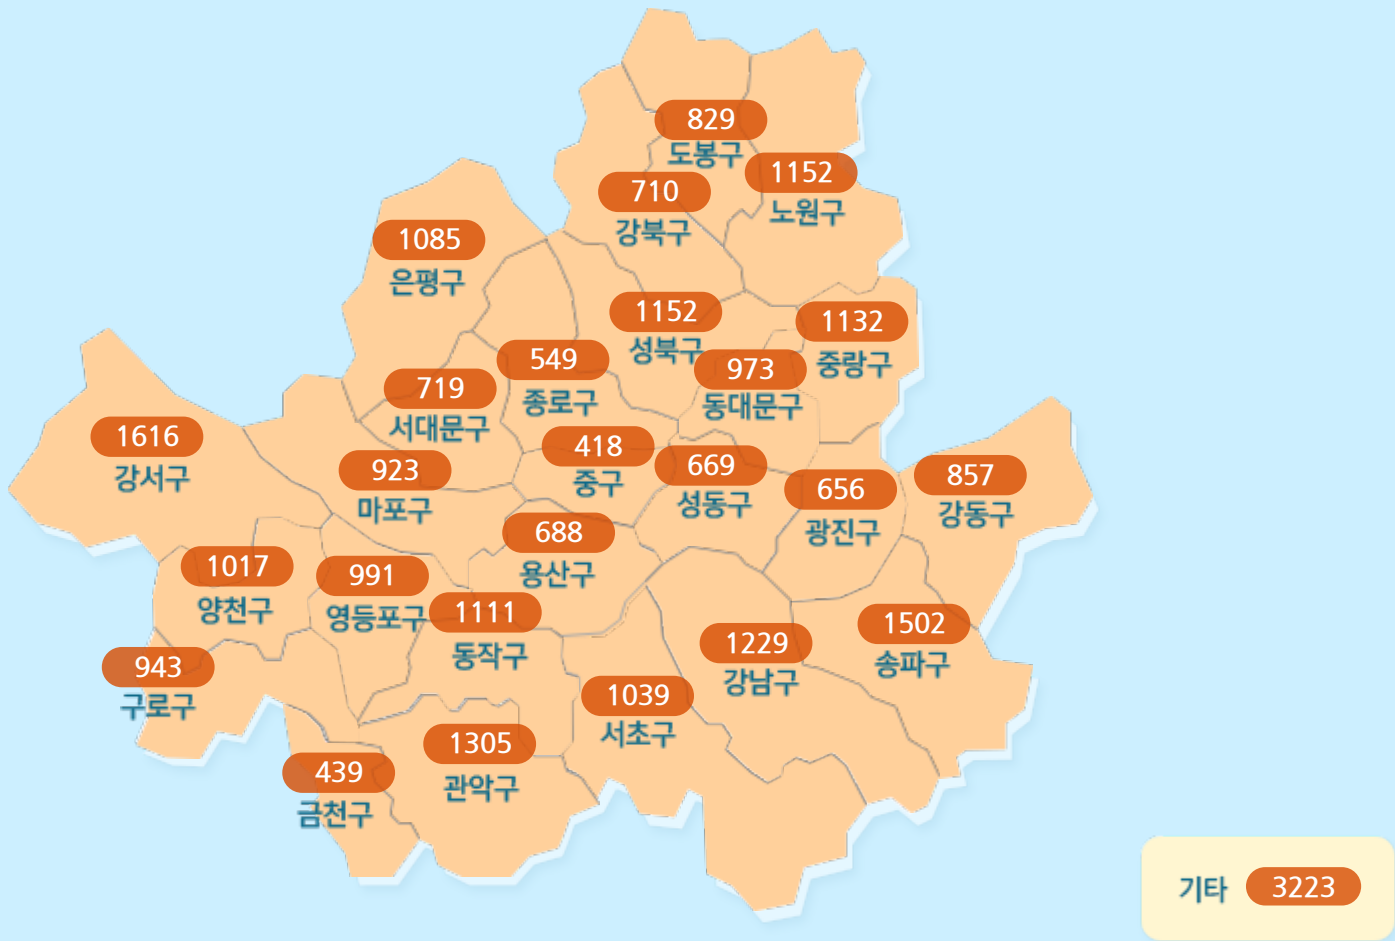 829
도봉구
1152
노원구
710
강북구
1085
은평구
1152
성북구
1132
중랑구
549
종로구
973
동대문구
719
서대문구
1616
강서구
418
중구
923
마포구
669
성동구
857
강동구
656
광진구
688
용산구
1017
양천구
991
영등포구
1111
동작구
1502
송파구
1229
강남구
943
구로구
1039
서초구
1305
관악구
439
금천구
기타 3223